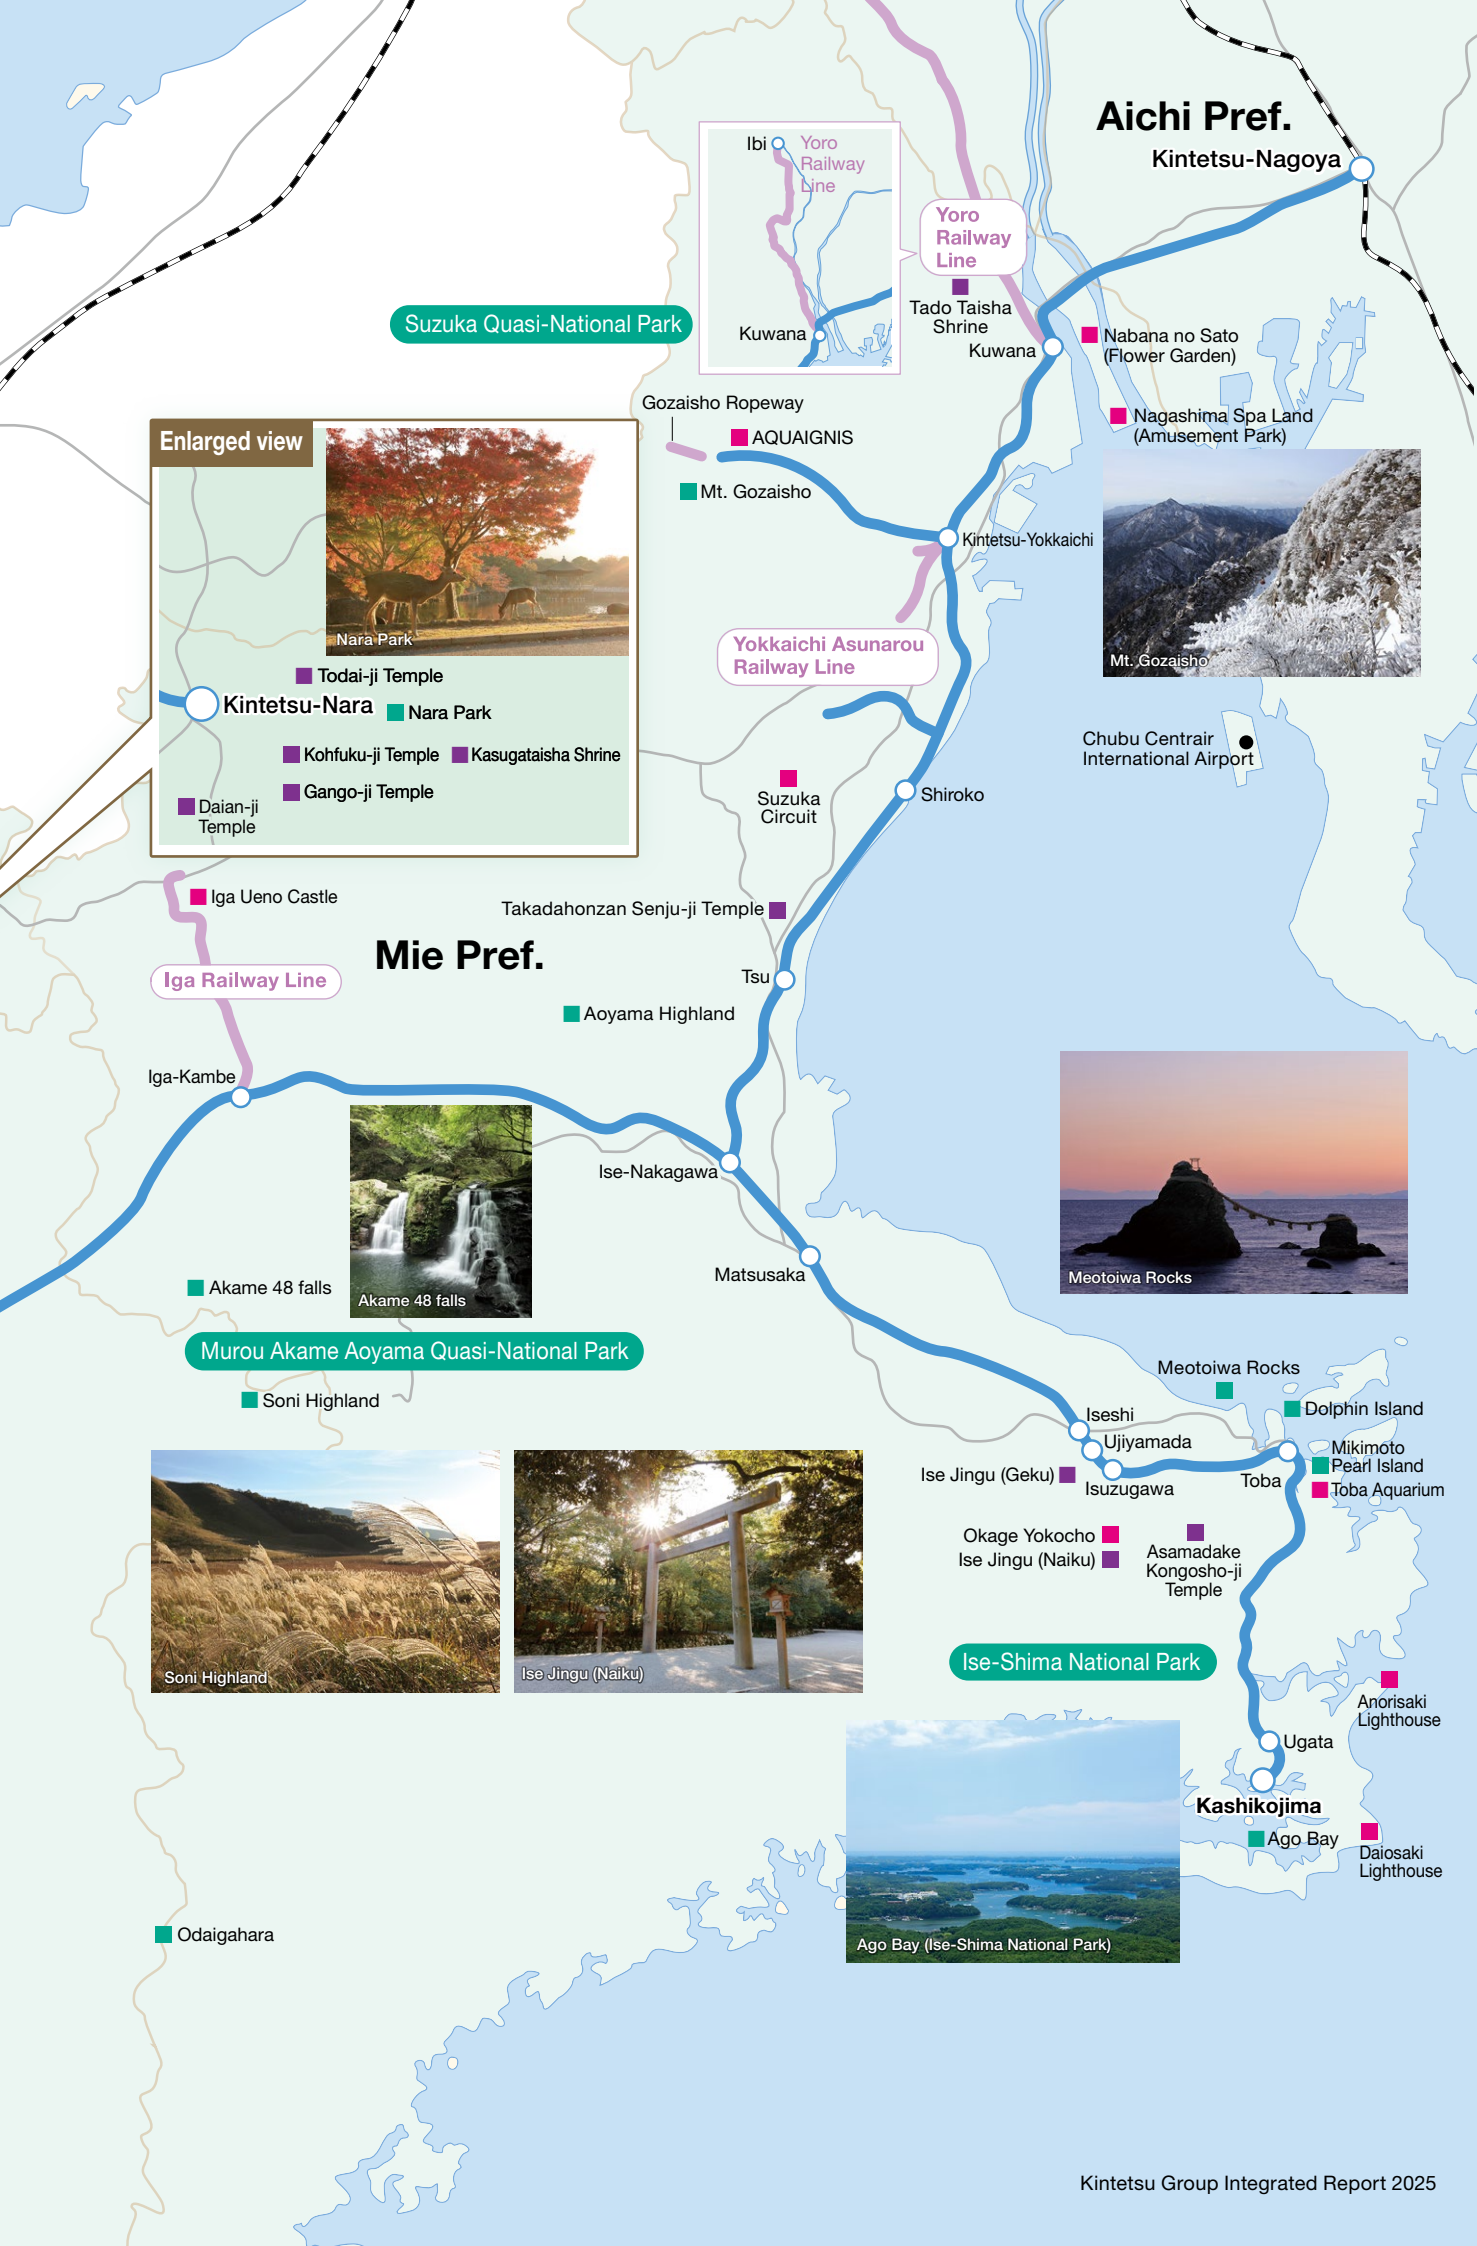 Aichi Pref.
Kintetsu-Nagoya
Ibi
Yoro
Railway
Line
Kuwana
Yoro
Railway
Line
Tado Taisha
Shrine
Kuwana
Nabana no Sato
(Flower Garden)
Suzuka Quasi-National Park
Gozaisho Ropeway
AQUAIGNIS
Mt. Gozaisho
Nagashima Spa Land
(Amusement Park)
Kintetsu-Yokkaichi
Mt. Gozaisho
Enlarged view
Nara Park
Todai-ji Temple
Kintetsu-Nara
Nara Park
Kohfuku-ji Temple
Kasugataisha Shrine
Gango-ji Temple
Daian-ji
Temple
Yokkaichi Asunarou
Railway Line
Chubu Centrair
International Airport
Suzuka
Circuit
Shiroko
Iga Ueno Castle
Takadahonzan Senju-ji Temple
Mie Pref.
Iga Railway Line
Tsu
Aoyama Highland
Iga-Kambe
Ise-Nakagawa
Matsusaka
Akame 48 falls
Akame 48 falls
Meotoiwa Rocks
Murou Akame Aoyama Quasi-National Park
Soni Highland
Meotoiwa Rocks
Dolphin Island
Iseshi
Ujiyamada
Isuzugawa
Ise Jingu (Geku)
Toba
Mikimoto
Pearl Island
Toba Aquarium
Okage Yokocho
Ise Jingu (Naiku)
Asamadake
Kongosho-ji
Temple
Soni Highland
Ise Jingu (Naiku)
Ise-Shima National Park
Anorisaki
Lighthouse
Ugata
Kashikojima
Ago Bay
Daiosaki
Lighthouse
Ago Bay (Ise-Shima National Park)
Odaigahara
Kintetsu Group Integrated Report 2025